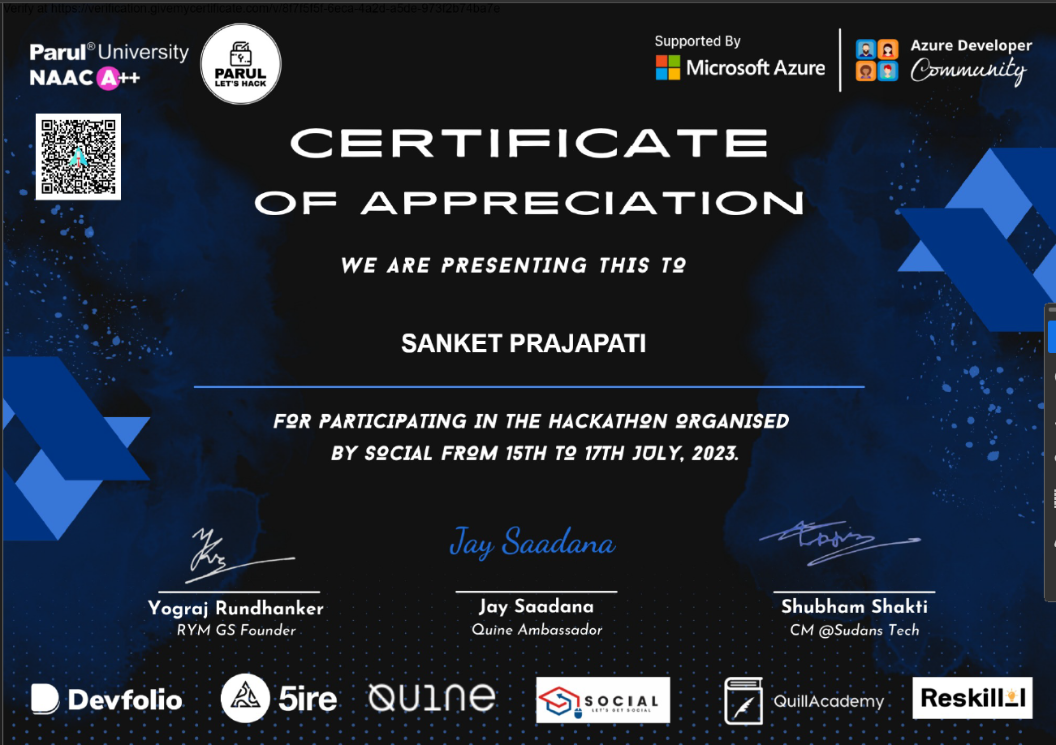 Verify at https://verification.givemycertificate.com/v/
Parul® University
NAAC A++
PARUL
LET'S HACK
Supported By
Microsoft Azure
Azure Developer
Community
CERTIFICATE
OF APPRECIATION
WE ARE PRESENTING THIS TO
SANKET PRAJAPATI
FOR PARTICIPATING IN THE HACKATHON ORGANISED
BY SOCIAL FROM 15TH TO 17TH JULY, 2023.
Jay Saadana
Yograj Rundhanker
Jay Saadana
Shubham Shakti
RYM GS Founder
Quine Ambassador
CM @Sudans Tech
Devfolio
5ire
QUINE
SOCIAL
LET'S GET SOCIAL
QuillAcademy
Reskilll